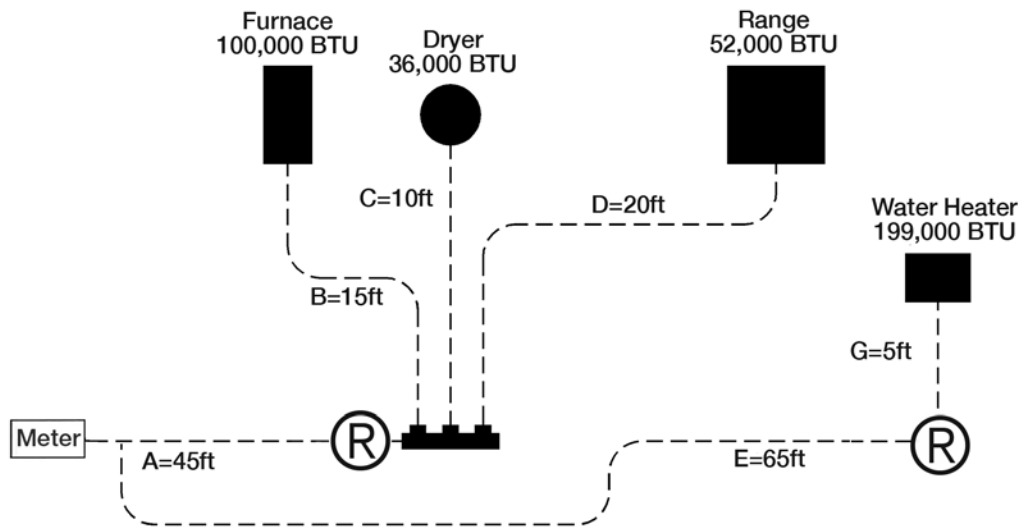 Furnace
100,000 BTU
Dryer
36,000 BTU
Range
52,000 BTU
C=10ft
D=20ft
Water Heater
199,000 BTU
B=15ft
G=5ft
Meter
R
A=45ft
E=65ft
R